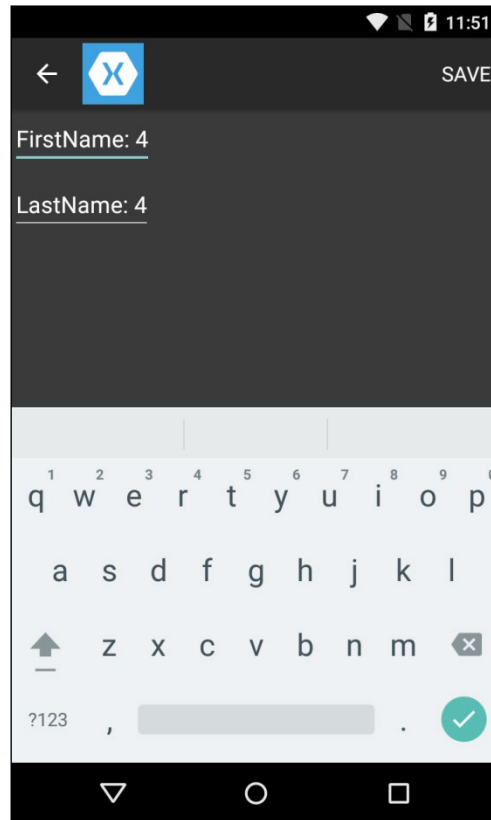 11:51
SAVE
FirstName: 4
LastName: 4
1 2 3 4 5 6 7 8 9
q w e r t y u i o p
a s d f g h j k l
z x c v b n m
?123 , .